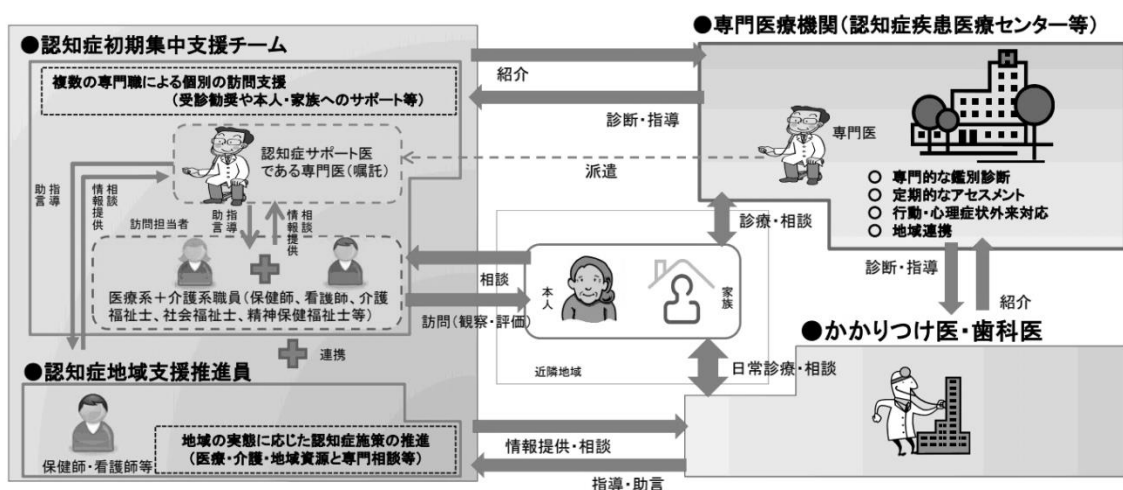 ●認知症初期集中支援チーム
複数の専門職による個別の訪問支援
(受診勧奨や本人・家族へのサポート等)
認知症サポート医
である専門医(嘱託)
指導
助言
相談
情報提供
訪問担当者
指導
助言
相談
情報提供
医療系+介護系職員(保健師、看護師、介護
福祉士、社会福祉士、精神保健福祉士等)
連携
●認知症地域支援推進員
保健師・看護師等
地域の実態に応じた認知症施策の推進
(医療・介護・地域資源と専門相談等)
紹介
診断・指導
派遣
相談
訪問(観察・評価)
本人
家族
近隣地域
診療・相談
日常診療・相談
情報提供・相談
指導・助言
●専門医療機関(認知症疾患医療センター等)
H
専門医
○ 専門的な鑑別診断
○ 定期的なアセスメント
○ 行動・心理症状外来対応
○ 地域連携
診断・指導
紹介
●かかりつけ医・歯科医